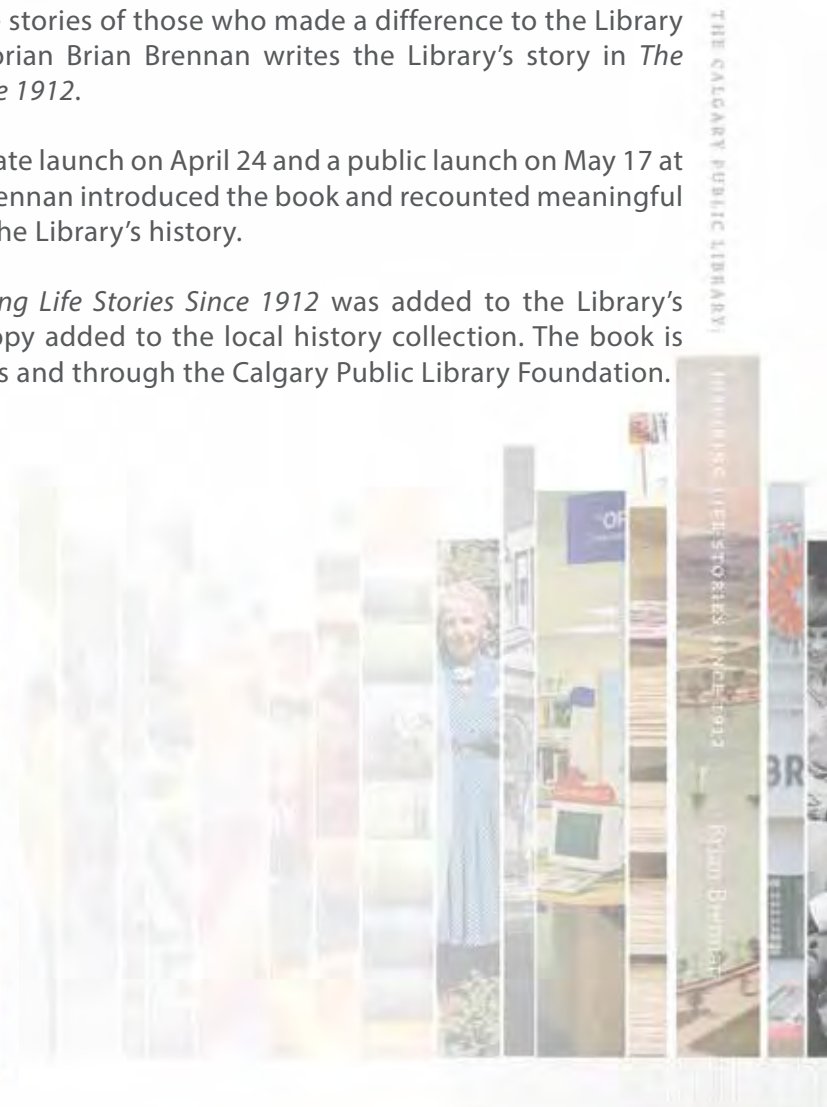 stories of those who made a difference to the Library
orian Brian Brennan writes the Library’s story in The
e 1912.
ate launch on April 24 and a public launch on May 17 at
rennan introduced the book and recounted meaningful
he Library’s history.
ng Life Stories Since 1912 was added to the Library’s
opy added to the local history collection. The book is
s and through the Calgary Public Library Foundation.
THE CALGARY PUBLIC LIBRARY:
INSPIRING LIFE STORIES SINCE 1912
Brian Brennan
OF
BR